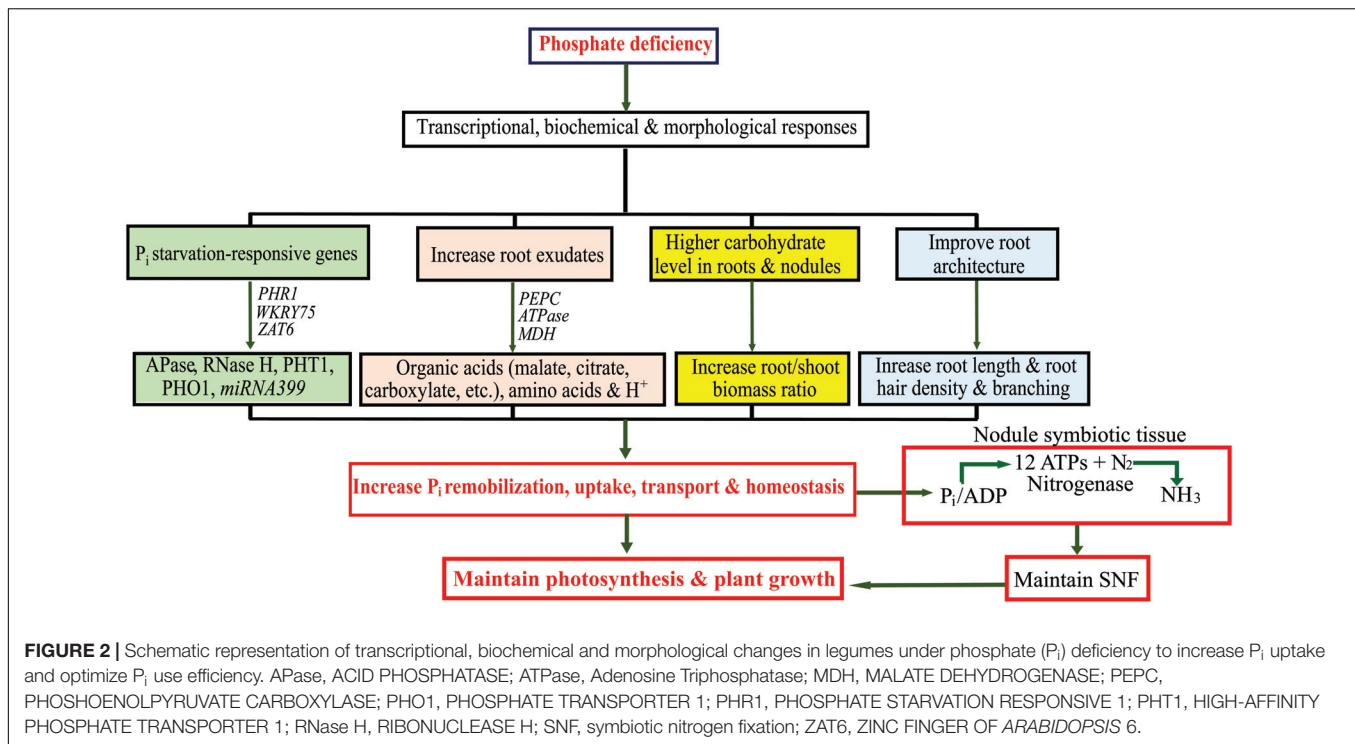 Phosphate deficiency
Transcriptional, biochemical & morphological responses
Pi starvation-responsive genes
Increase root exudates
Higher carbohydrate
level in roots & nodules
Improve root
architecture
PHR1
WKRY75
ZAT6
PEPC
ATPase
MDH
APase, RNase H, PHT1,
PHO1, miRNA399
Organic acids (malate, citrate,
carboxylate, etc.), amino acids & H+
Increase root/shoot
biomass ratio
Inrease root length & root
hair density & branching
Nodule symbiotic tissue
Increase Pi remobilization, uptake, transport & homeostasis
12 ATPs + N2
Nitrogenase
Pi/ADP
NH3
Maintain photosynthesis & plant growth
Maintain SNF
FIGURE 2 | Schematic representation of transcriptional, biochemical and morphological changes in legumes under phosphate (Pi) deficiency to increase Pi uptake
and optimize Pi use efficiency. APase, ACID PHOSPHATASE; ATPase, Adenosine Triphosphatase; MDH, MALATE DEHYDROGENASE; PEPC,
PHOSHOENOLPYRUVATE CARBOXYLASE; PHO1, PHOSPHATE TRANSPORTER 1; PHR1, PHOSPHATE STARVATION RESPONSIVE 1; PHT1, HIGH-AFFINITY
PHOSPHATE TRANSPORTER 1; RNase H, RIBONUCLEASE H; SNF, symbiotic nitrogen fixation; ZAT6, ZINC FINGER OF ARABIDOPSIS 6.